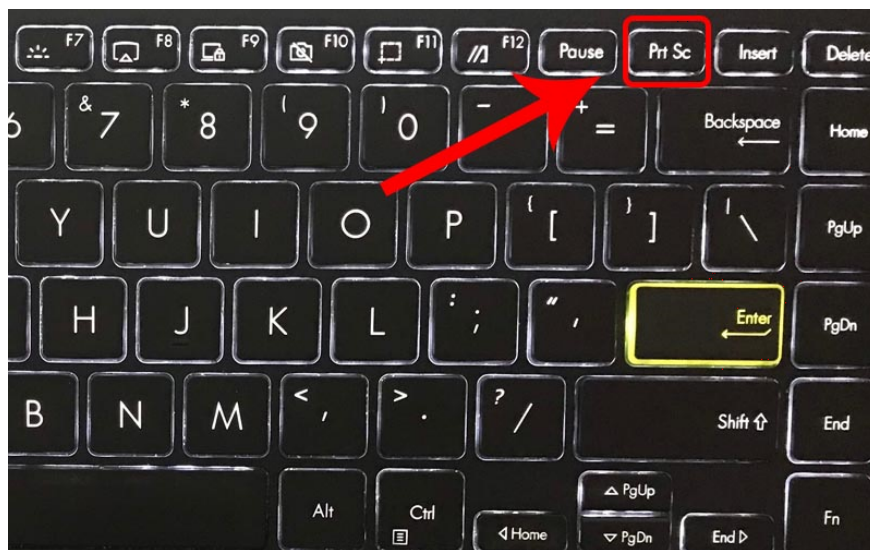 F7 F8 F9 F10 F11 F12 Pause Prt Sc Insert Delete
6 & 7 * 8 ( 9 ) 0 - + = Backspace Home
Y U I O P { [ } ] | \ PgUp
H J K L : ; " ' Enter PgDn
B N M < , > . ? / Shift End
Alt Ctrl Home PgUp PgDn End Fn